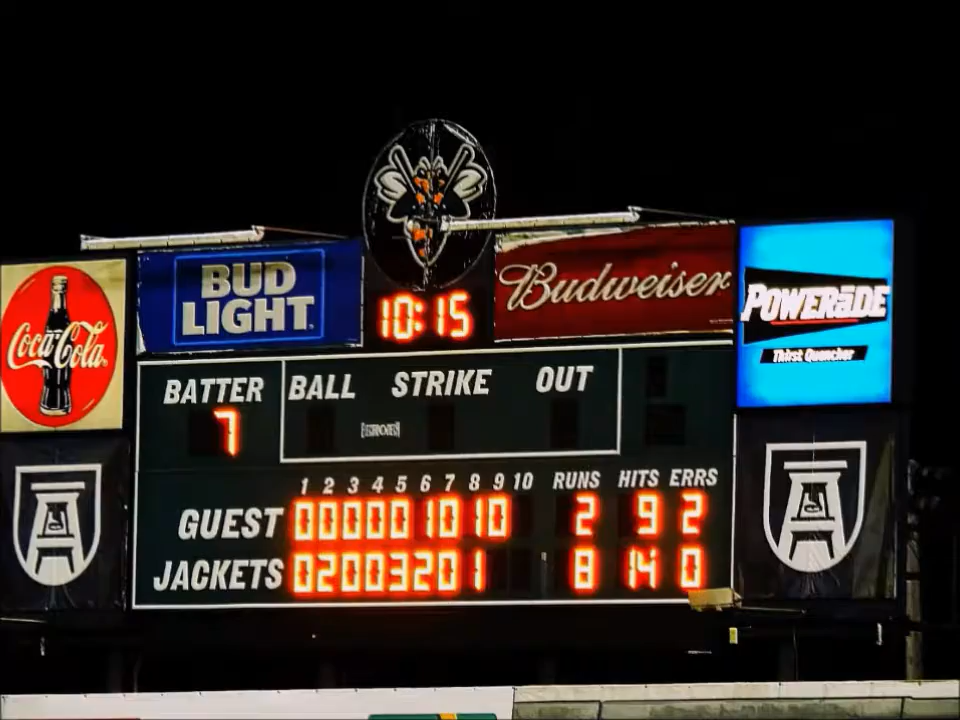 Coca-Cola
BUD
LIGHT
10:15
Budweiser
POWERaDE
Thirst Quencher
BATTER
7
BALL STRIKE OUT
1 2 3 4 5 6 7 8 9 10 RUNS HITS ERRS
GUEST 0 0 0 0 0 1 0 1 0 2 9 2
JACKETS 0 2 0 0 3 2 0 1 8 14 0